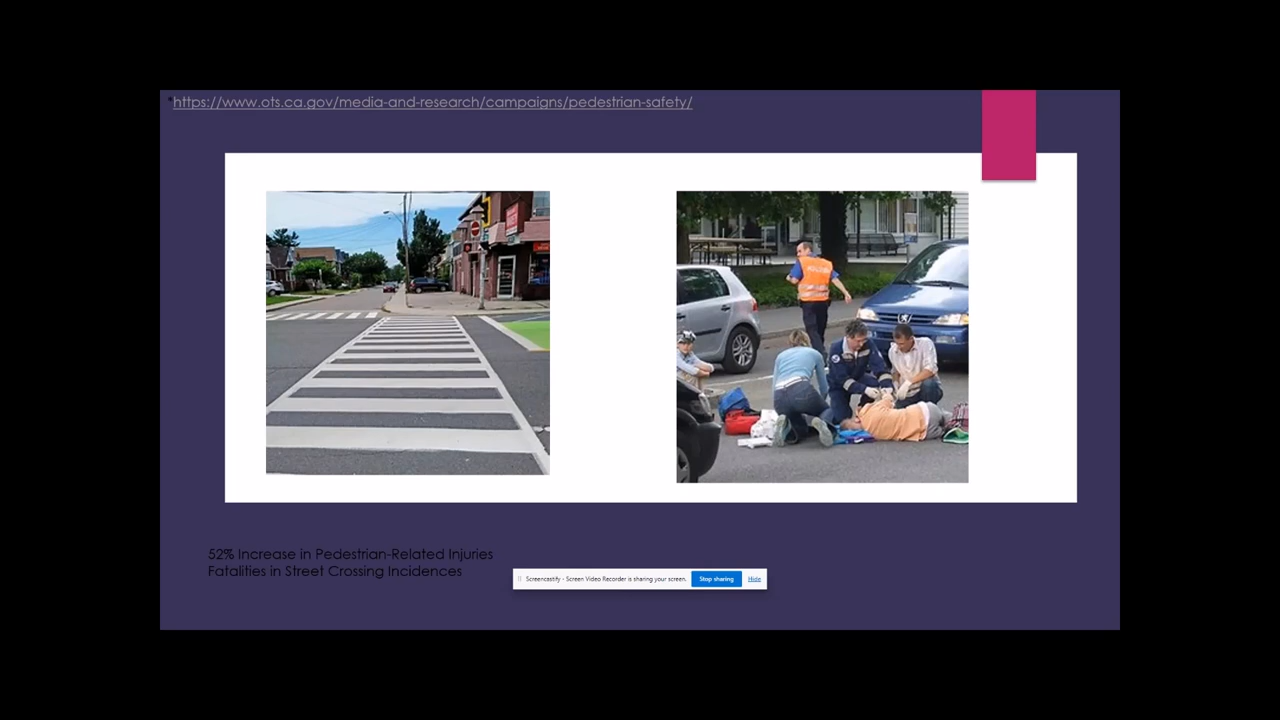 https://www.ots.ca.gov/media-and-research/campaigns/pedestrian-safety/
52% Increase in Pedestrian-Related Injuries
Fatalities in Street Crossing Incidences
Screencastify - Screen Video Recorder is sharing your screen.
Stop sharing
Hide